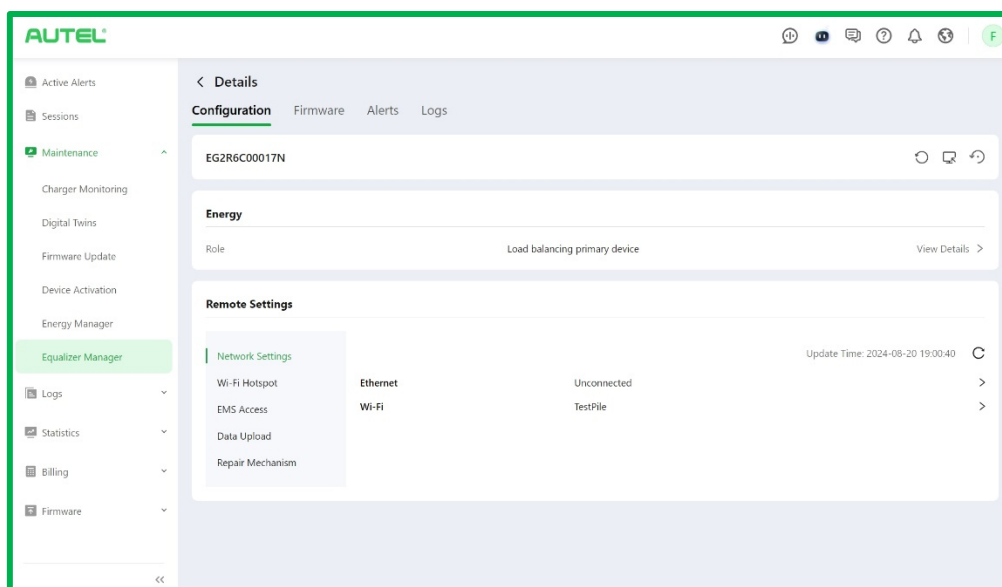 AUTEL
F
Active Alerts
Sessions
Maintenance
Charger Monitoring
Digital Twins
Firmware Update
Device Activation
Energy Manager
Equalizer Manager
Logs
Statistics
Billing
Firmware
<<
< Details
Configuration Firmware Alerts Logs
EG2R6C00017N
Energy
Role Load balancing primary device View Details >
Remote Settings
Network Settings
Wi-Fi Hotspot
EMS Access
Data Upload
Repair Mechanism
Update Time: 2024-08-20 19:00:40
Ethernet Unconnected >
Wi-Fi TestPile >